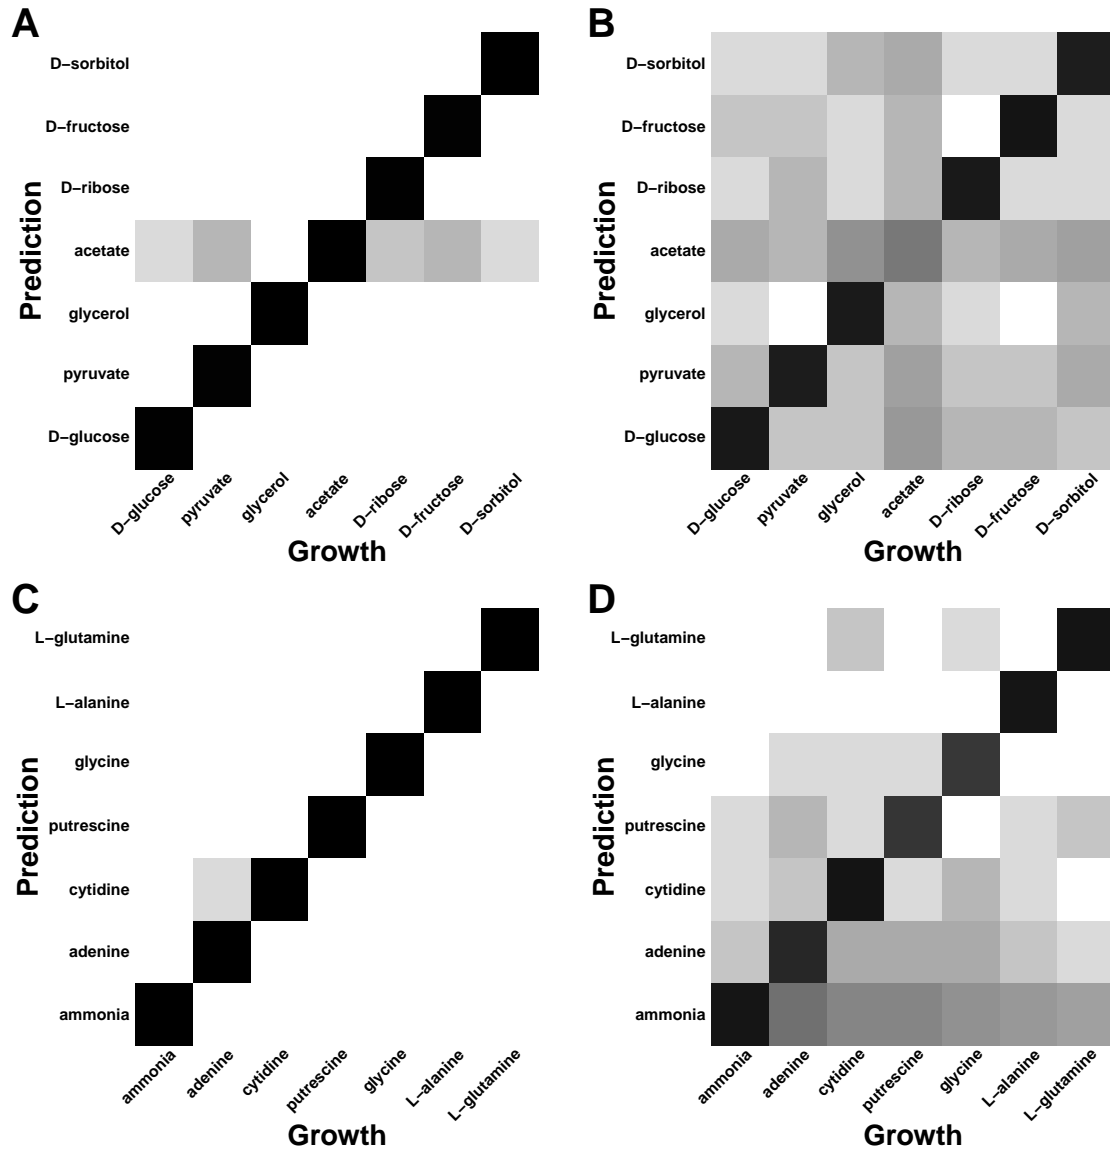 A
D−sorbitol
D−fructose
D−ribose
acetate
glycerol
pyruvate
D−glucose
Prediction
D−glucose
pyruvate
glycerol
acetate
D−ribose
D−fructose
D−sorbitol
Growth
B
D−sorbitol
D−fructose
D−ribose
acetate
glycerol
pyruvate
D−glucose
Prediction
D−glucose
pyruvate
glycerol
acetate
D−ribose
D−fructose
D−sorbitol
Growth
C
L−glutamine
L−alanine
glycine
putrescine
cytidine
adenine
ammonia
Prediction
ammonia
adenine
cytidine
putrescine
glycine
L−alanine
L−glutamine
Growth
D
L−glutamine
L−alanine
glycine
putrescine
cytidine
adenine
ammonia
Prediction
ammonia
adenine
cytidine
putrescine
glycine
L−alanine
L−glutamine
Growth